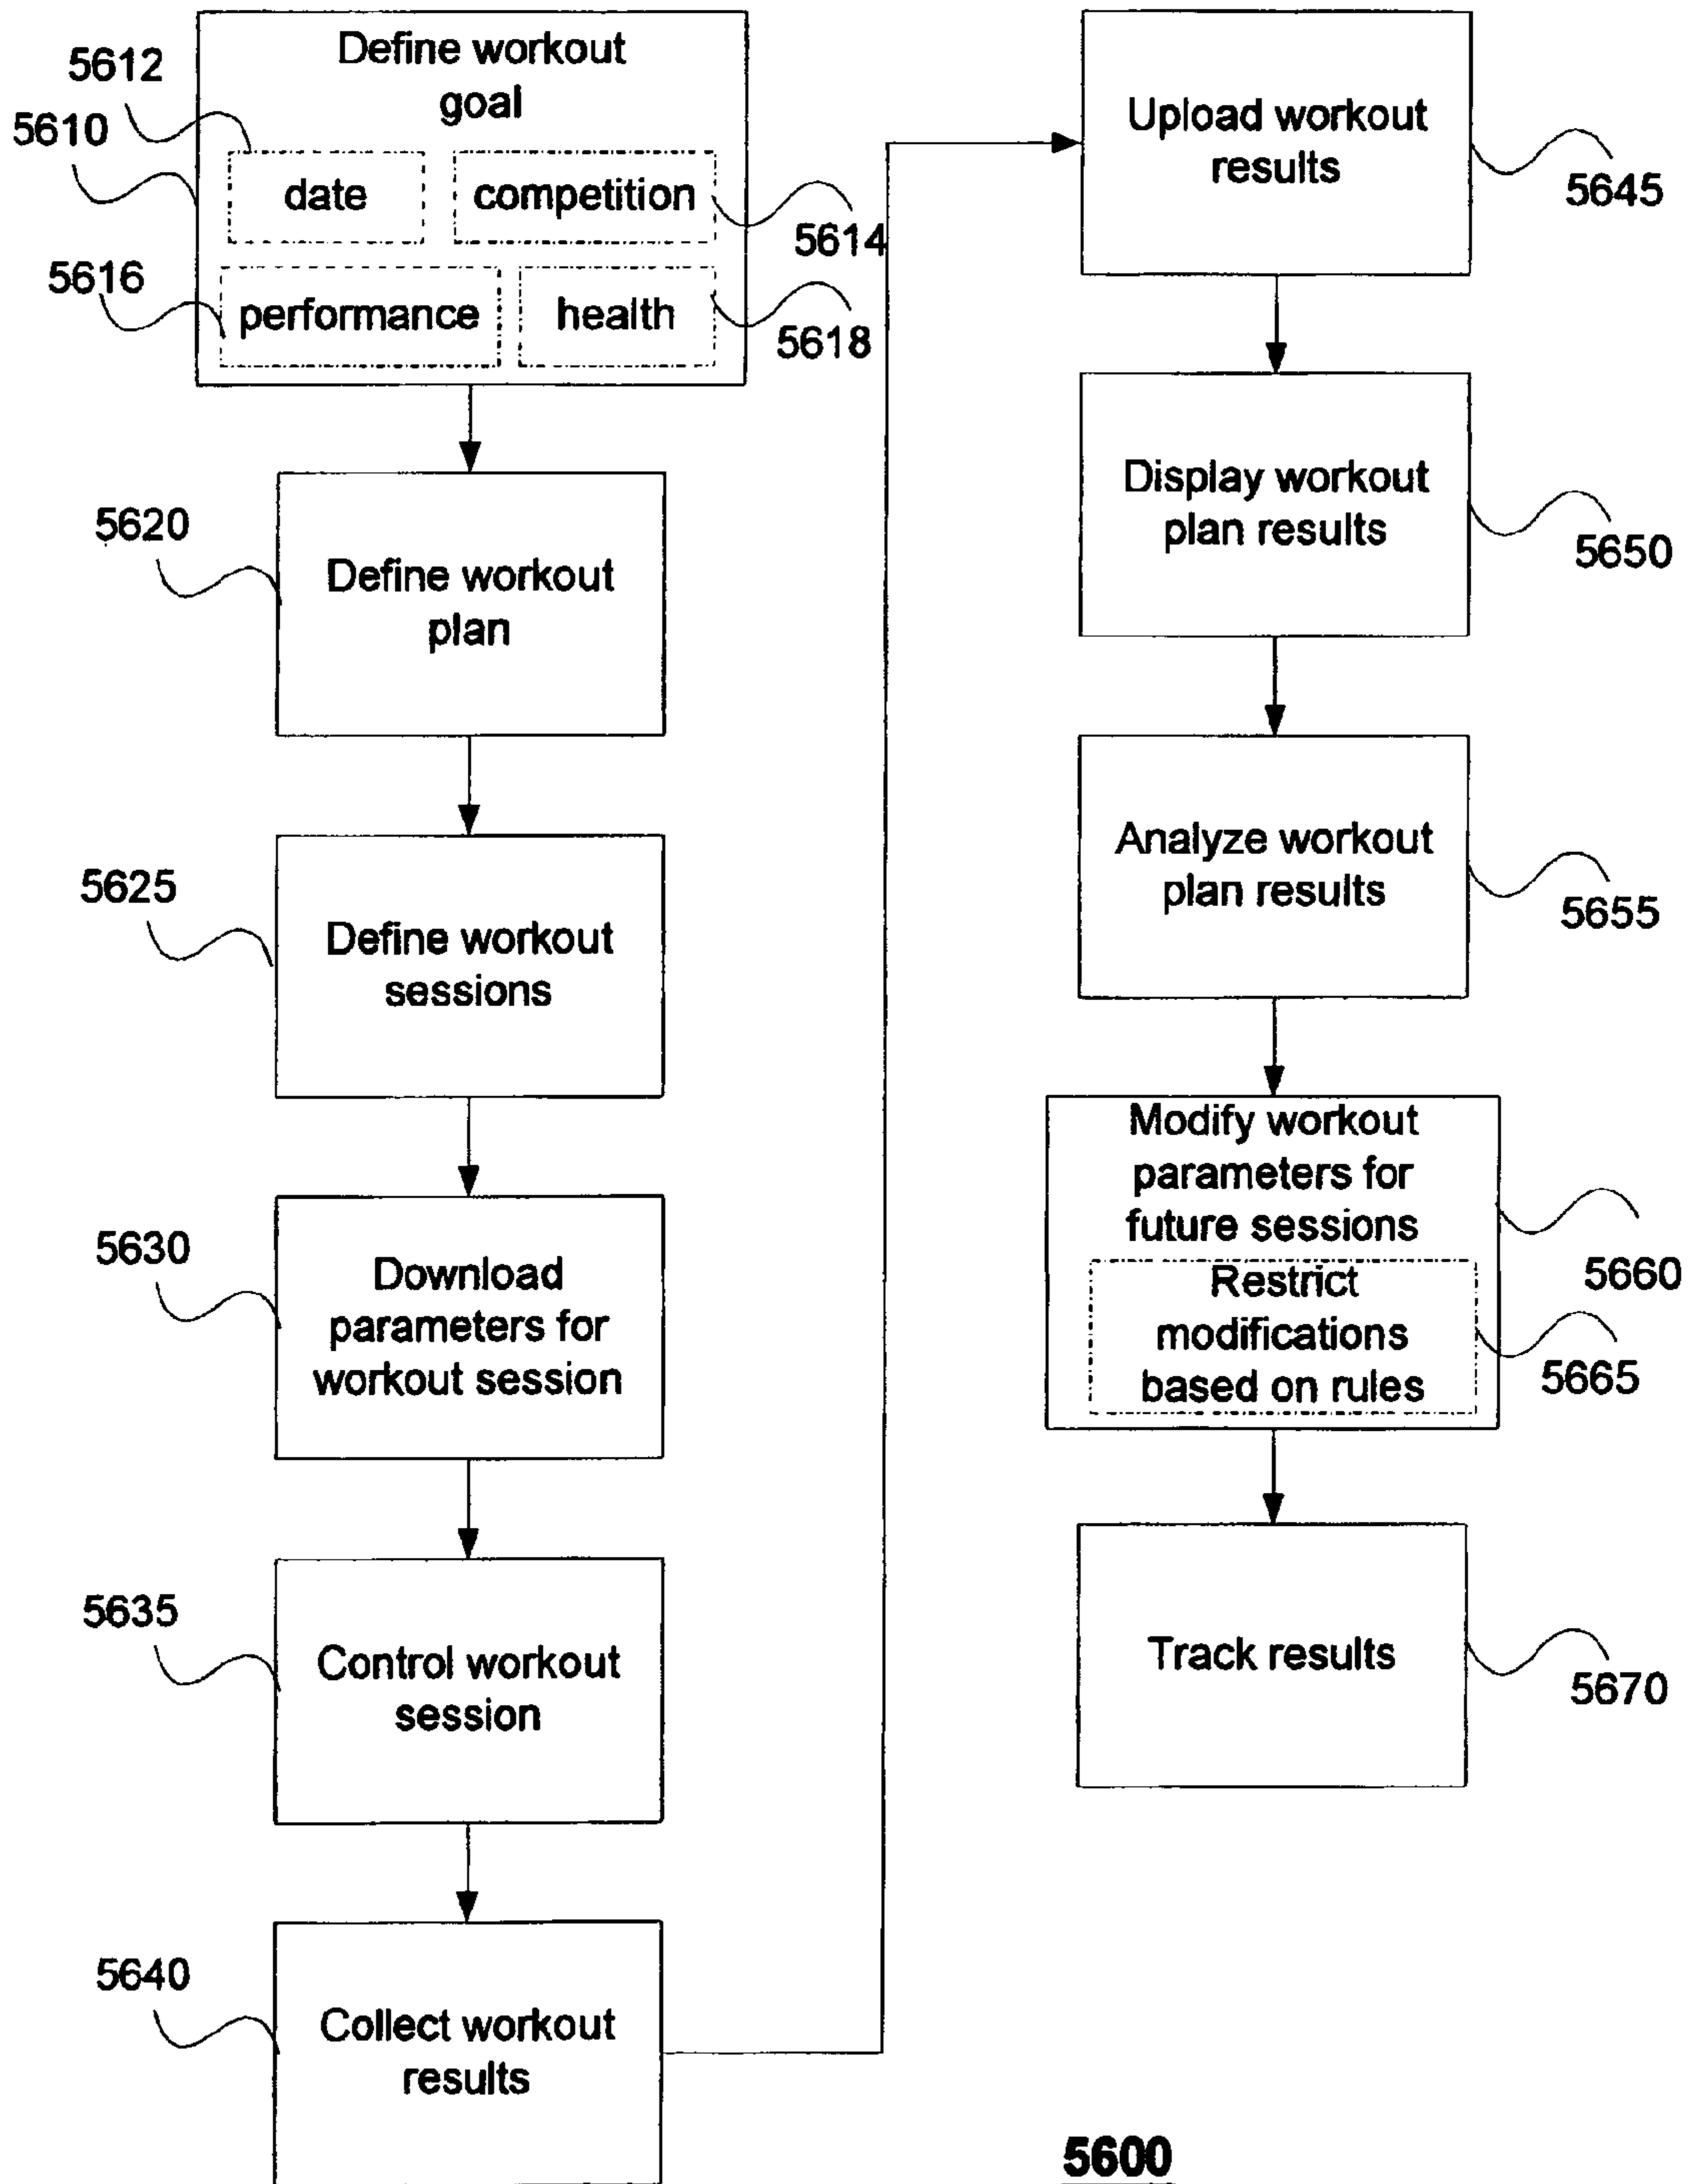 Define workout
goal
5612
5610
date
competition
5614
5616
performance
health
5618
5620
Define workout
plan
5625
Define workout
sessions
5630
Download
parameters for
workout session
5635
Control workout
session
5640
Collect workout
results
Upload workout
results
5645
Display workout
plan results
5650
Analyze workout
plan results
5655
Modify workout
parameters for
future sessions
5660
Restrict
modifications
based on rules
5665
Track results
5670
5600